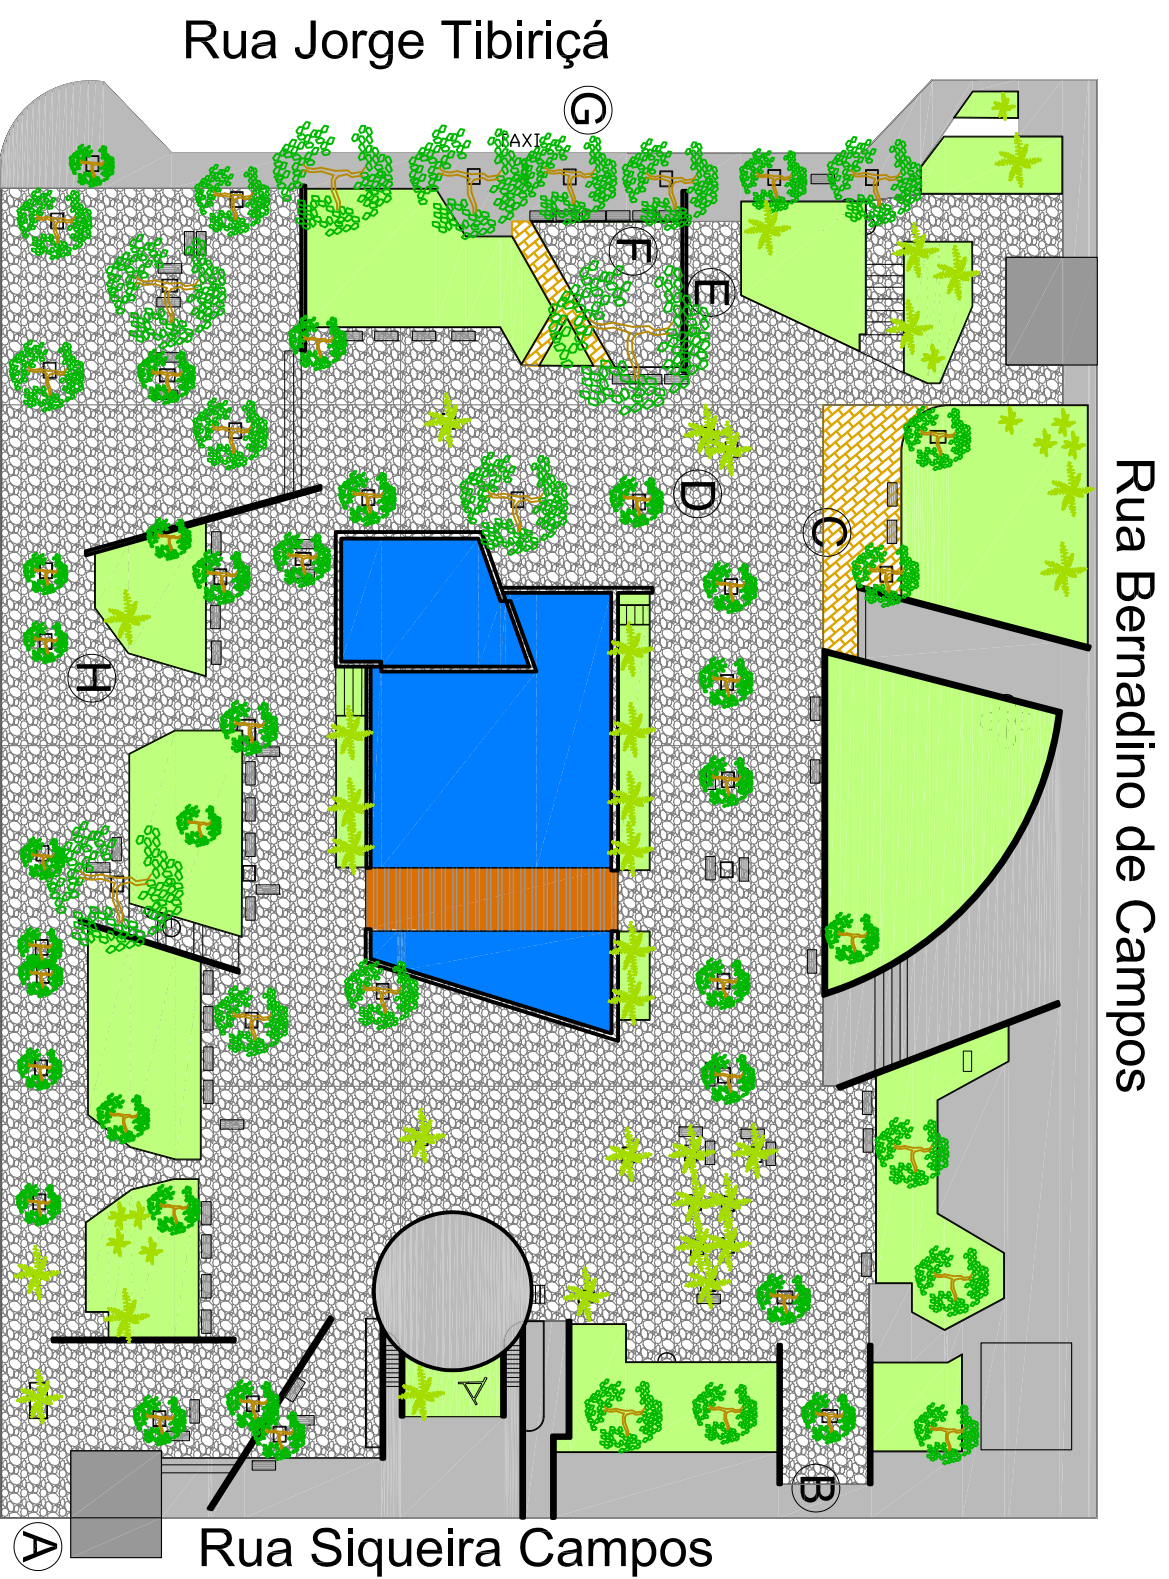 Rua Jorge Tibiriçá
G
TAXI
F
E
D
C
Rua Bernadino de Campos
H
B
A
Rua Siqueira Campos